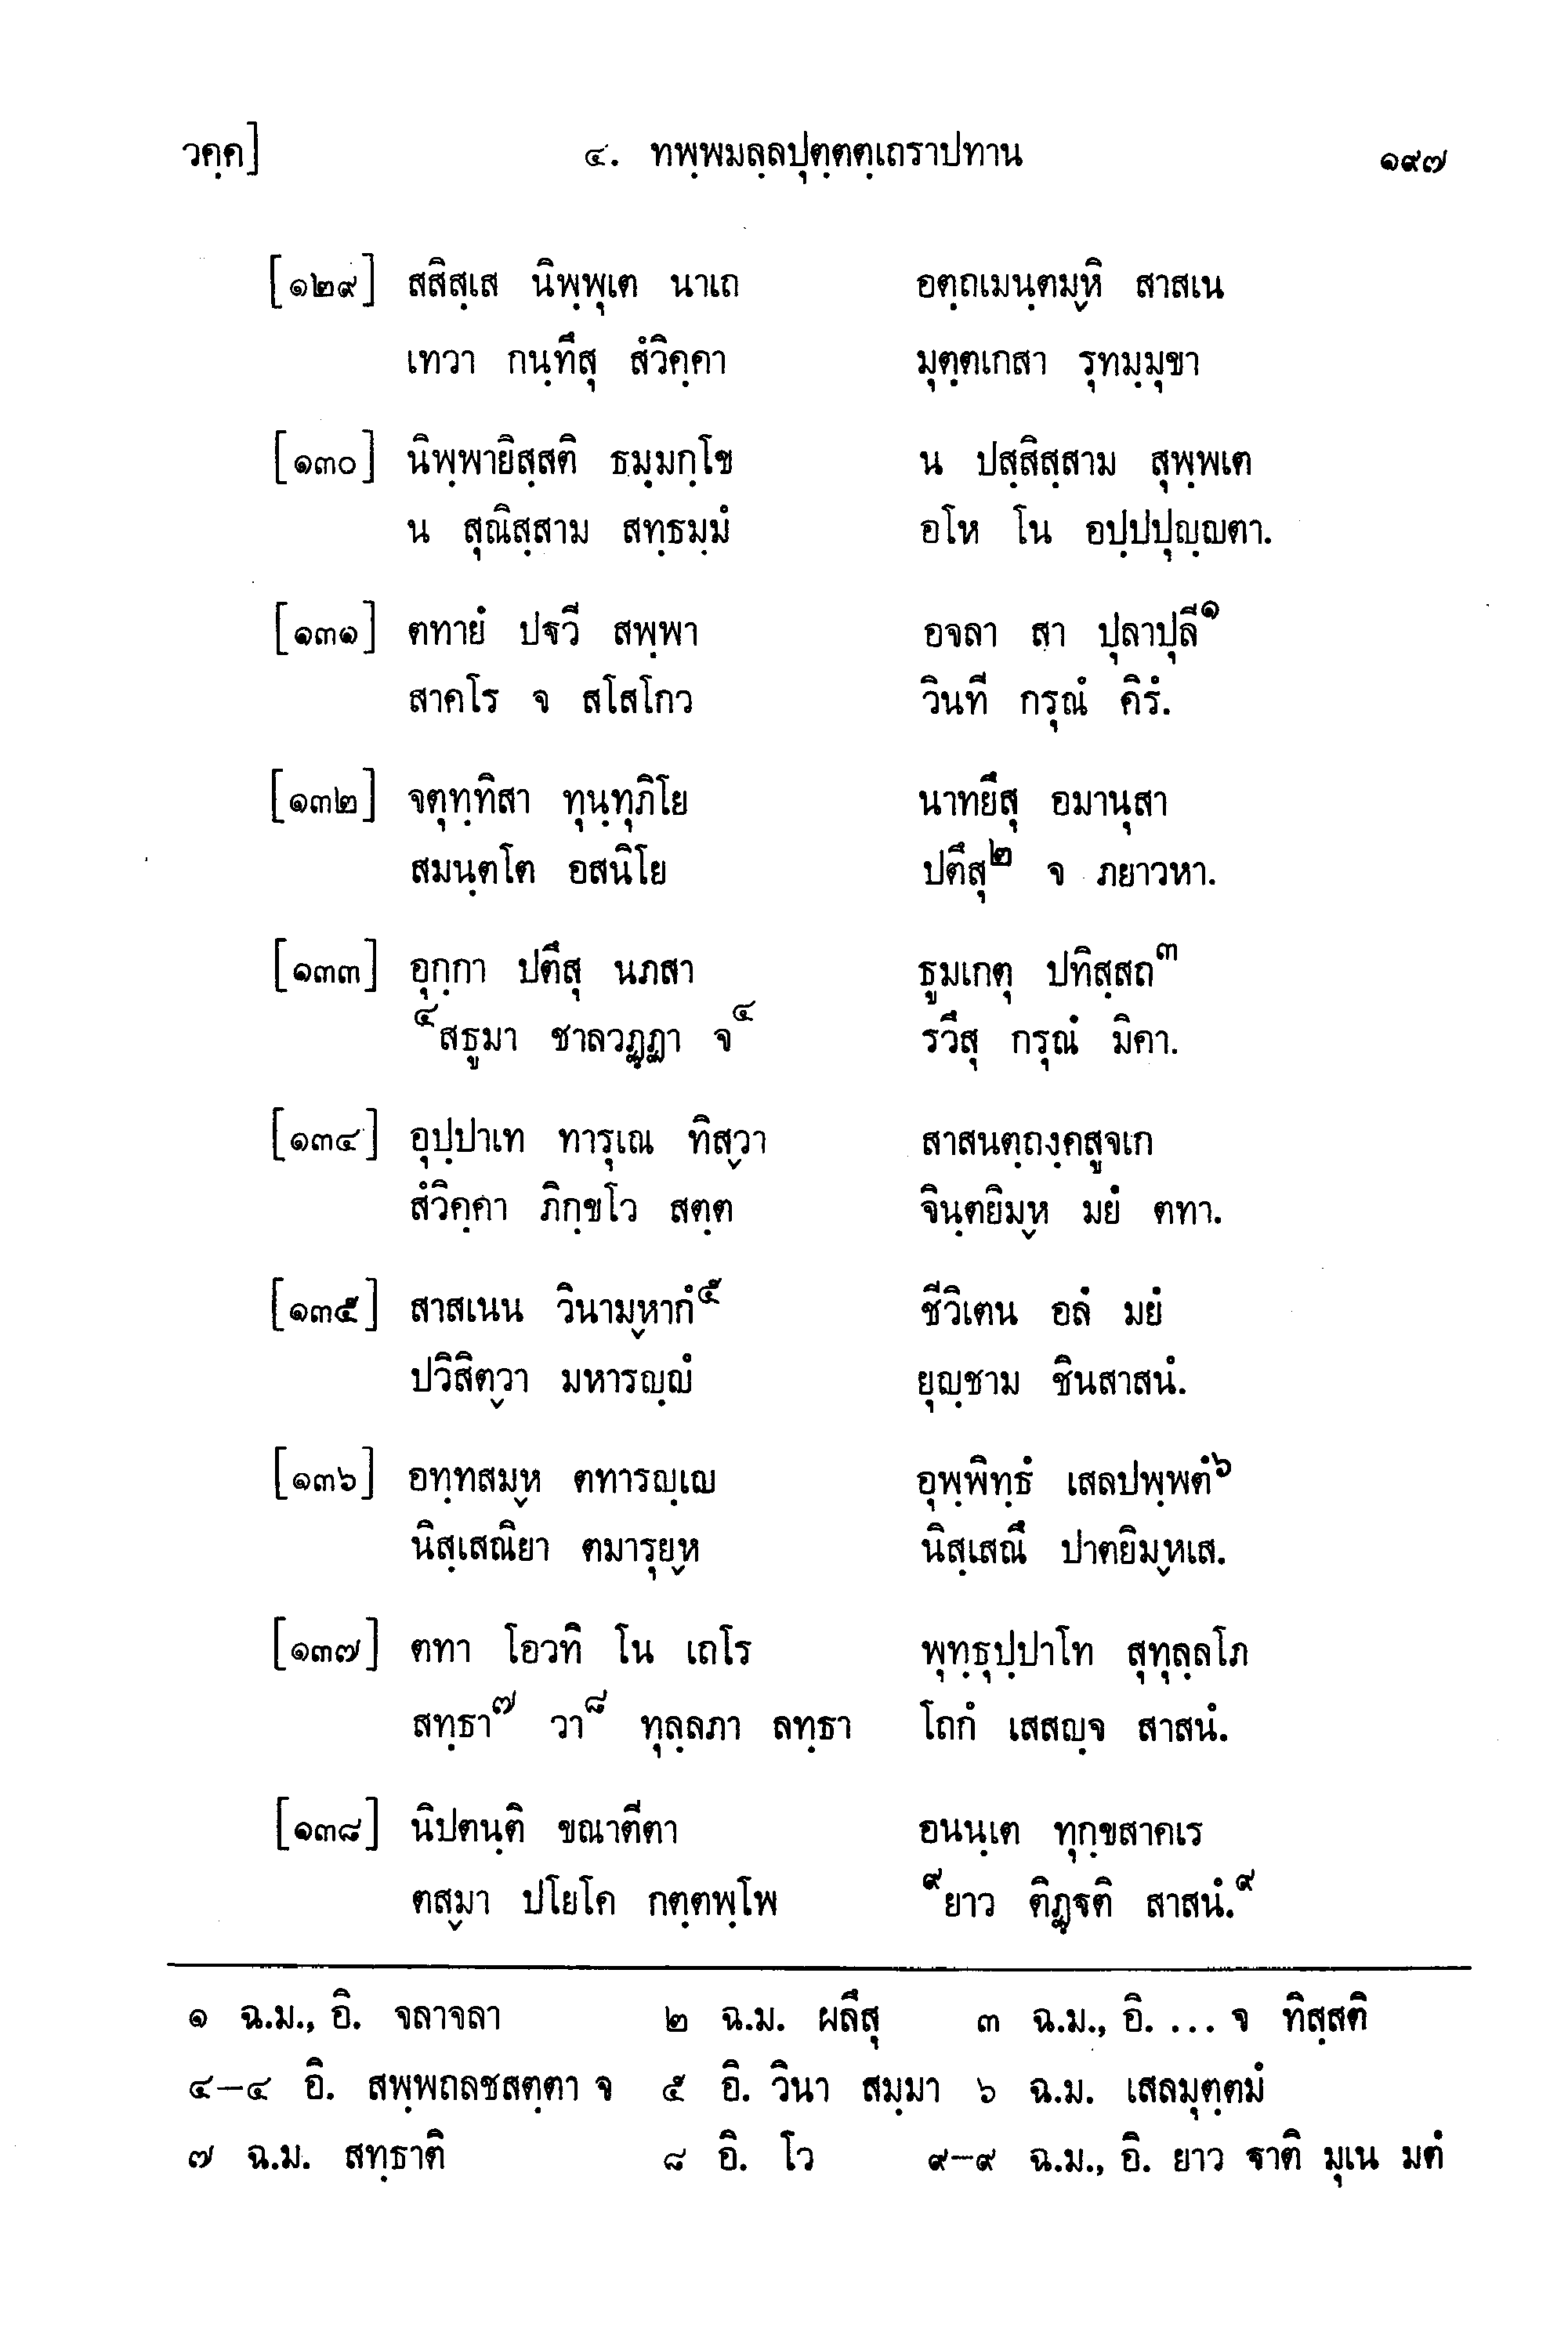 วคฺค] ๔. ทพฺพมลฺลปุตฺตตฺเถราปทาน ๑๙๗
[๑๒๙] สสิสฺเส นิพฺพุเต นาเถ อตฺถเมนฺตมฺหิ สาสเน
เทวา กนฺทึสุ สํวิคฺคา มุตฺตเกสา รุทมฺมุขา
[๑๓๐] นิพฺพายิสฺสติ ธมฺมกฺโข น ปสฺสิสฺสาม สุพฺพเต
น สุณิสฺสาม สทฺธมฺมํ อโห โน อปฺปปุญฺญตา.
[๑๓๑] ตทายํ ปฐวี สพฺพา อจลา สา ปุลาปุลี๑
สาคโร จ สโสโกว วินที กรุณํ คิรํ.
[๑๓๒] จตุทฺทิสา ทุนฺทุภิโย นาทยึสุ อมานุสา
สมนฺตโต อสนิโย ปตึสุ๒ จ ภยาวหา.
[๑๓๓] อุกฺกา ปตึสุ นภสา ธูมเกตุ ปทิสฺสถ๓
๔สธูมา ชาลวฏฺฏา จ๔ รวึสุ กรุณํ มิคา.
[๑๓๔] อุปฺปาเท ทารุเณ ทิสฺวา สาสนตฺถงฺคสูจเก
สํวิคฺคา ภิกฺขโว สตฺต จินฺตยิมฺห มยํ ตทา.
[๑๓๕] สาสเนน วินามฺหากํ๕ ชีวิเตน อลํ มยํ
ปวิสิตฺวา มหารญฺญํ ยุญฺชาม ชินสาสนํ.
[๑๓๖] อทฺทสมฺห ตทารญฺเญ อุพฺพิทฺธํ เสลปพฺพตํ๖
นิสฺเสณิยา ตมารุยฺห นิสฺเสณึ ปาตยิมฺหเส.
[๑๓๗] ตทา โอวทิ โน เถโร พุทฺธุปฺปาโท สุทุลฺลโภ
สทฺธา๗ วา๘ ทุลฺลภา ลทฺธา โถกํ เสสญฺจ สาสนํ.
[๑๓๘] นิปตนฺติ ขณาตีตา อนนฺเต ทุกฺขสาคเร
ตสฺมา ปโยโค กตฺตพฺโพ ๙ยาว ติฏฺฐติ สาสนํ.๙
๑ ฉ.ม., อิ. จลาจลา ๒ ฉ.ม. ผลึสุ ๓ ฉ.ม., อิ. ... จ ทิสฺสติ
๔-๔ อิ. สพฺพถลชสตฺตา จ ๕ อิ. วินา สมฺมา ๖ ฉ.ม. เสลมุตฺตมํ
๗ ฉ.ม. สทฺธาติ ๘ อิ. โว ๙-๙ ฉ.ม., อิ. ยาว ฐาติ มุเน มตํ